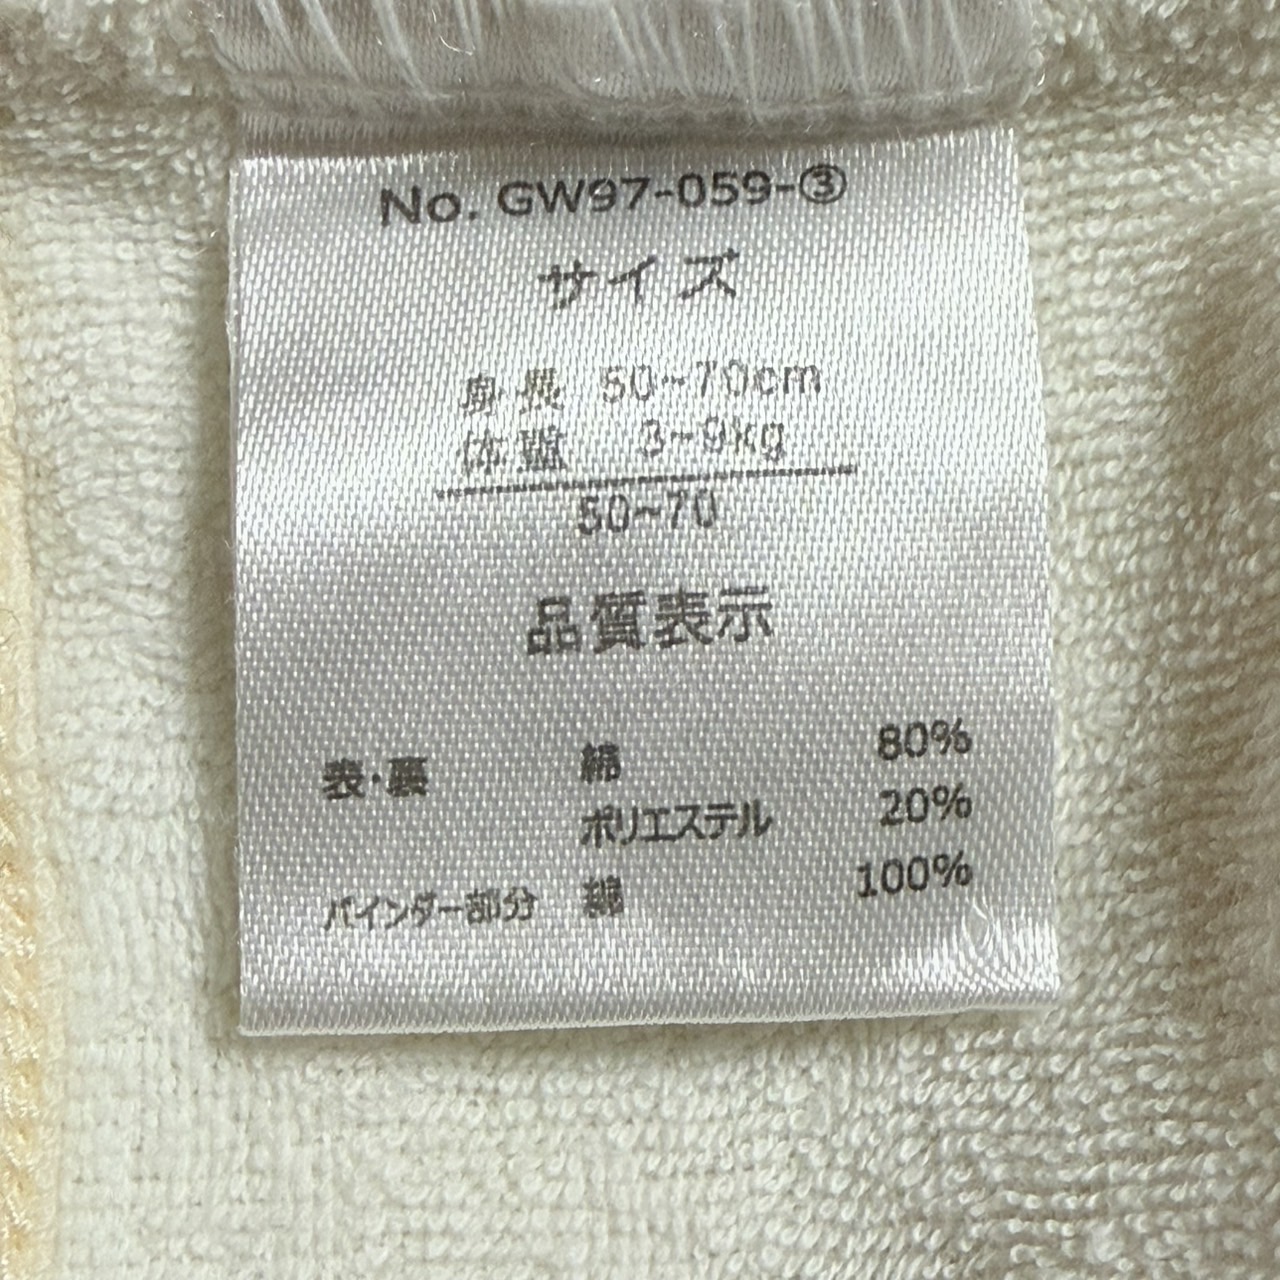 No. GW97-059-③
サイズ
身長 50~70cm
体重 3~9kg
50~70
品質表示
表・裏 綿 80%
ポリエステル 20%
バインダー部分 綿 100%